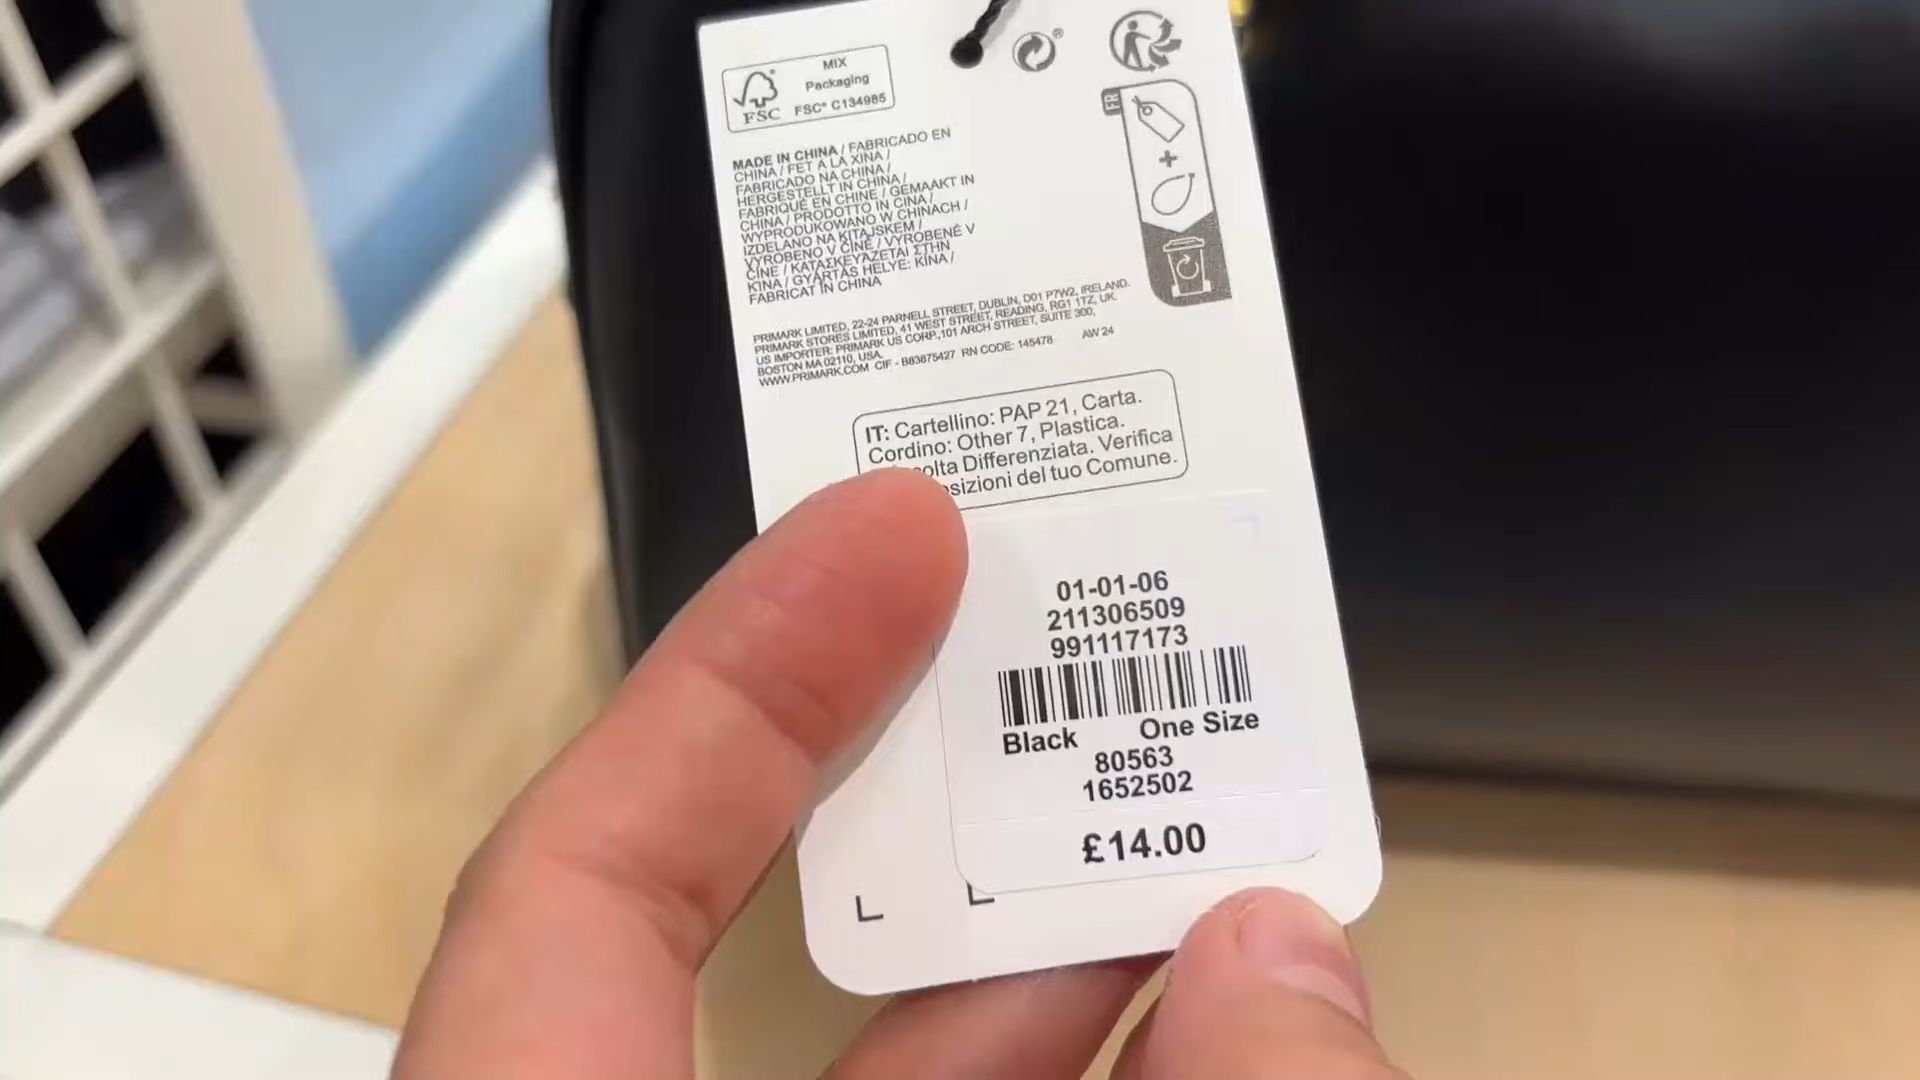 MIX
Packaging
FSC® C134985
FSC
®
FR
MADE IN CHINA / FABRICADO EN
CHINA / FET A LA XINA /
FABRICADO NA CHINA /
HERGESTELLT IN CHINA /
FABRIQUÉ EN CHINE / GEMAAKT IN
CHINA / PRODOTTO IN CINA /
WYPRODUKOWANO W CHINACH /
IZDELANO NA KITAJSKEM /
VYROBENO V ČÍNĚ / VYROBENÉ V
ČÍNE / ΚΑΤΑΣΚΕΥΑΖΕΤΑΙ ΣΤΗΝ
ΚΙΝΑ / GYÁRTÁS HELYE: KÍNA /
FABRICAT ÎN CHINA
PRIMARK LIMITED, 22-24 PARNELL STREET, DUBLIN, D01 P7W2, IRELAND.
PRIMARK STORES LIMITED, 41 WEST STREET, READING, RG1 1TZ, UK.
US IMPORTER: PRIMARK US CORP.,101 ARCH STREET, SUITE 300,
BOSTON MA 02110, USA.
WWW.PRIMARK.COM CIF - B83875427 RN CODE: 145478 AW 24
IT: Cartellino: PAP 21, Carta.
Cordino: Other 7, Plastica.
olta Differenziata. Verifica
sizioni del tuo Comune.
01-01-06
211306509
991117173
Black One Size
80563
1652502
£14.00